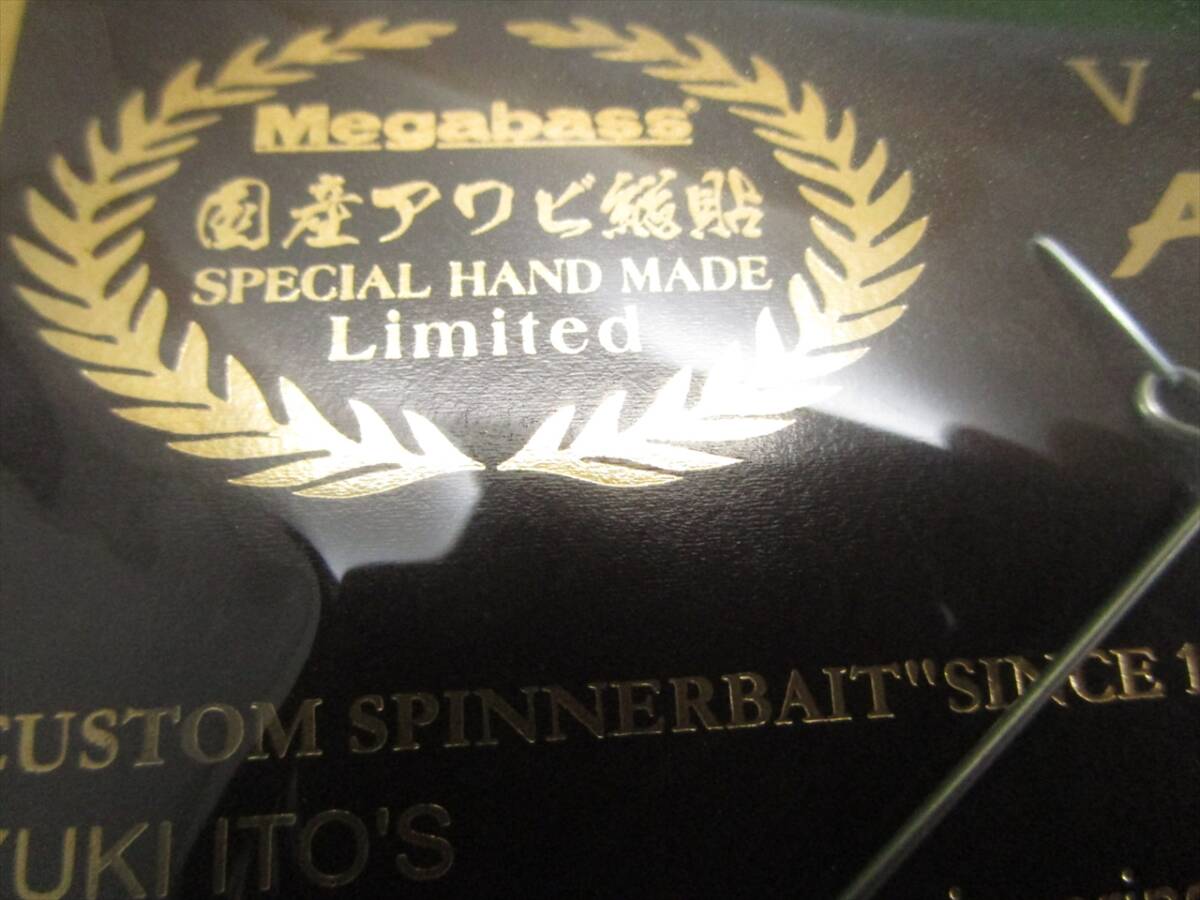 Megabass
国産アワビ総貼
SPECIAL HAND MADE
Limited
V
A
CUSTOM SPINNERBAIT"SINCE 1
YUKI ITO'S